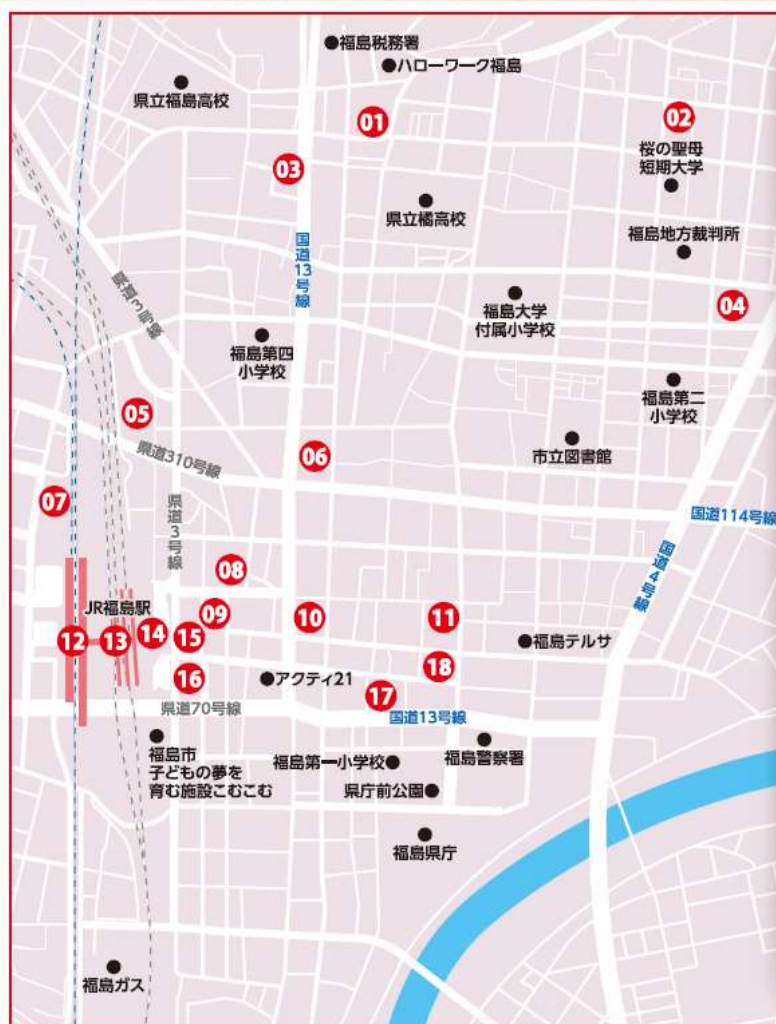 福島税務署
ハローワーク福島
県立福島高校
01
02
桜の聖母
短期大学
03
県立橘高校
福島地方裁判所
国道13号線
県道3号線
福島大学
付属小学校
04
福島第四
小学校
福島第二
小学校
05
市立図書館
06
県道310号線
07
県道3号線
国道114号線
国道4号線
08
JR福島駅
09
10
11
12
13
14
15
福島テルサ
16
アクティ21
18
17
県道70号線
国道13号線
福島市
子どもの夢を
育む施設こむこむ
福島第一小学校
福島警察署
県庁前公園
福島県庁
福島ガス